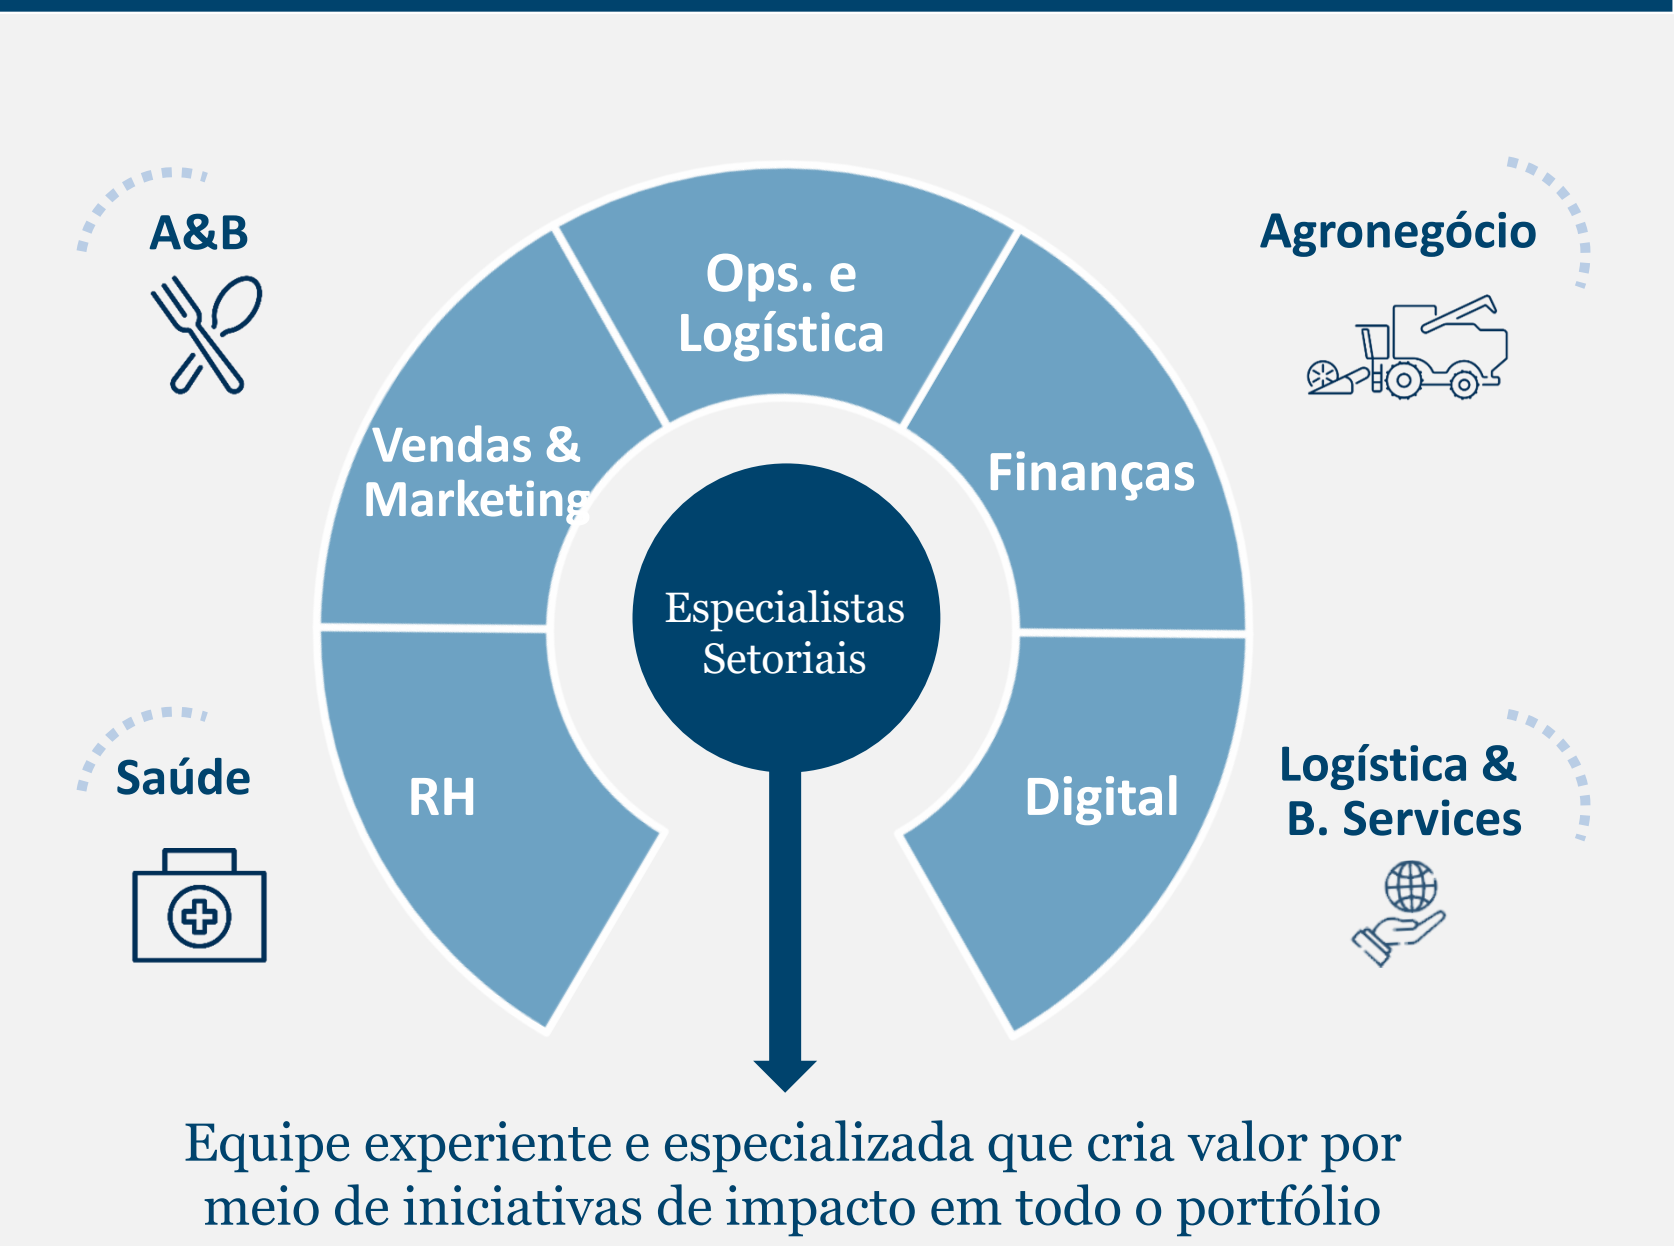 A&B
Agronegócio
Ops. e
Logística
Vendas &
Marketing
Finanças
Especialistas
Setoriais
Saúde
RH
Digital
Logística &
B. Services
Equipe experiente e especializada que cria valor por
meio de iniciativas de impacto em todo o portfólio